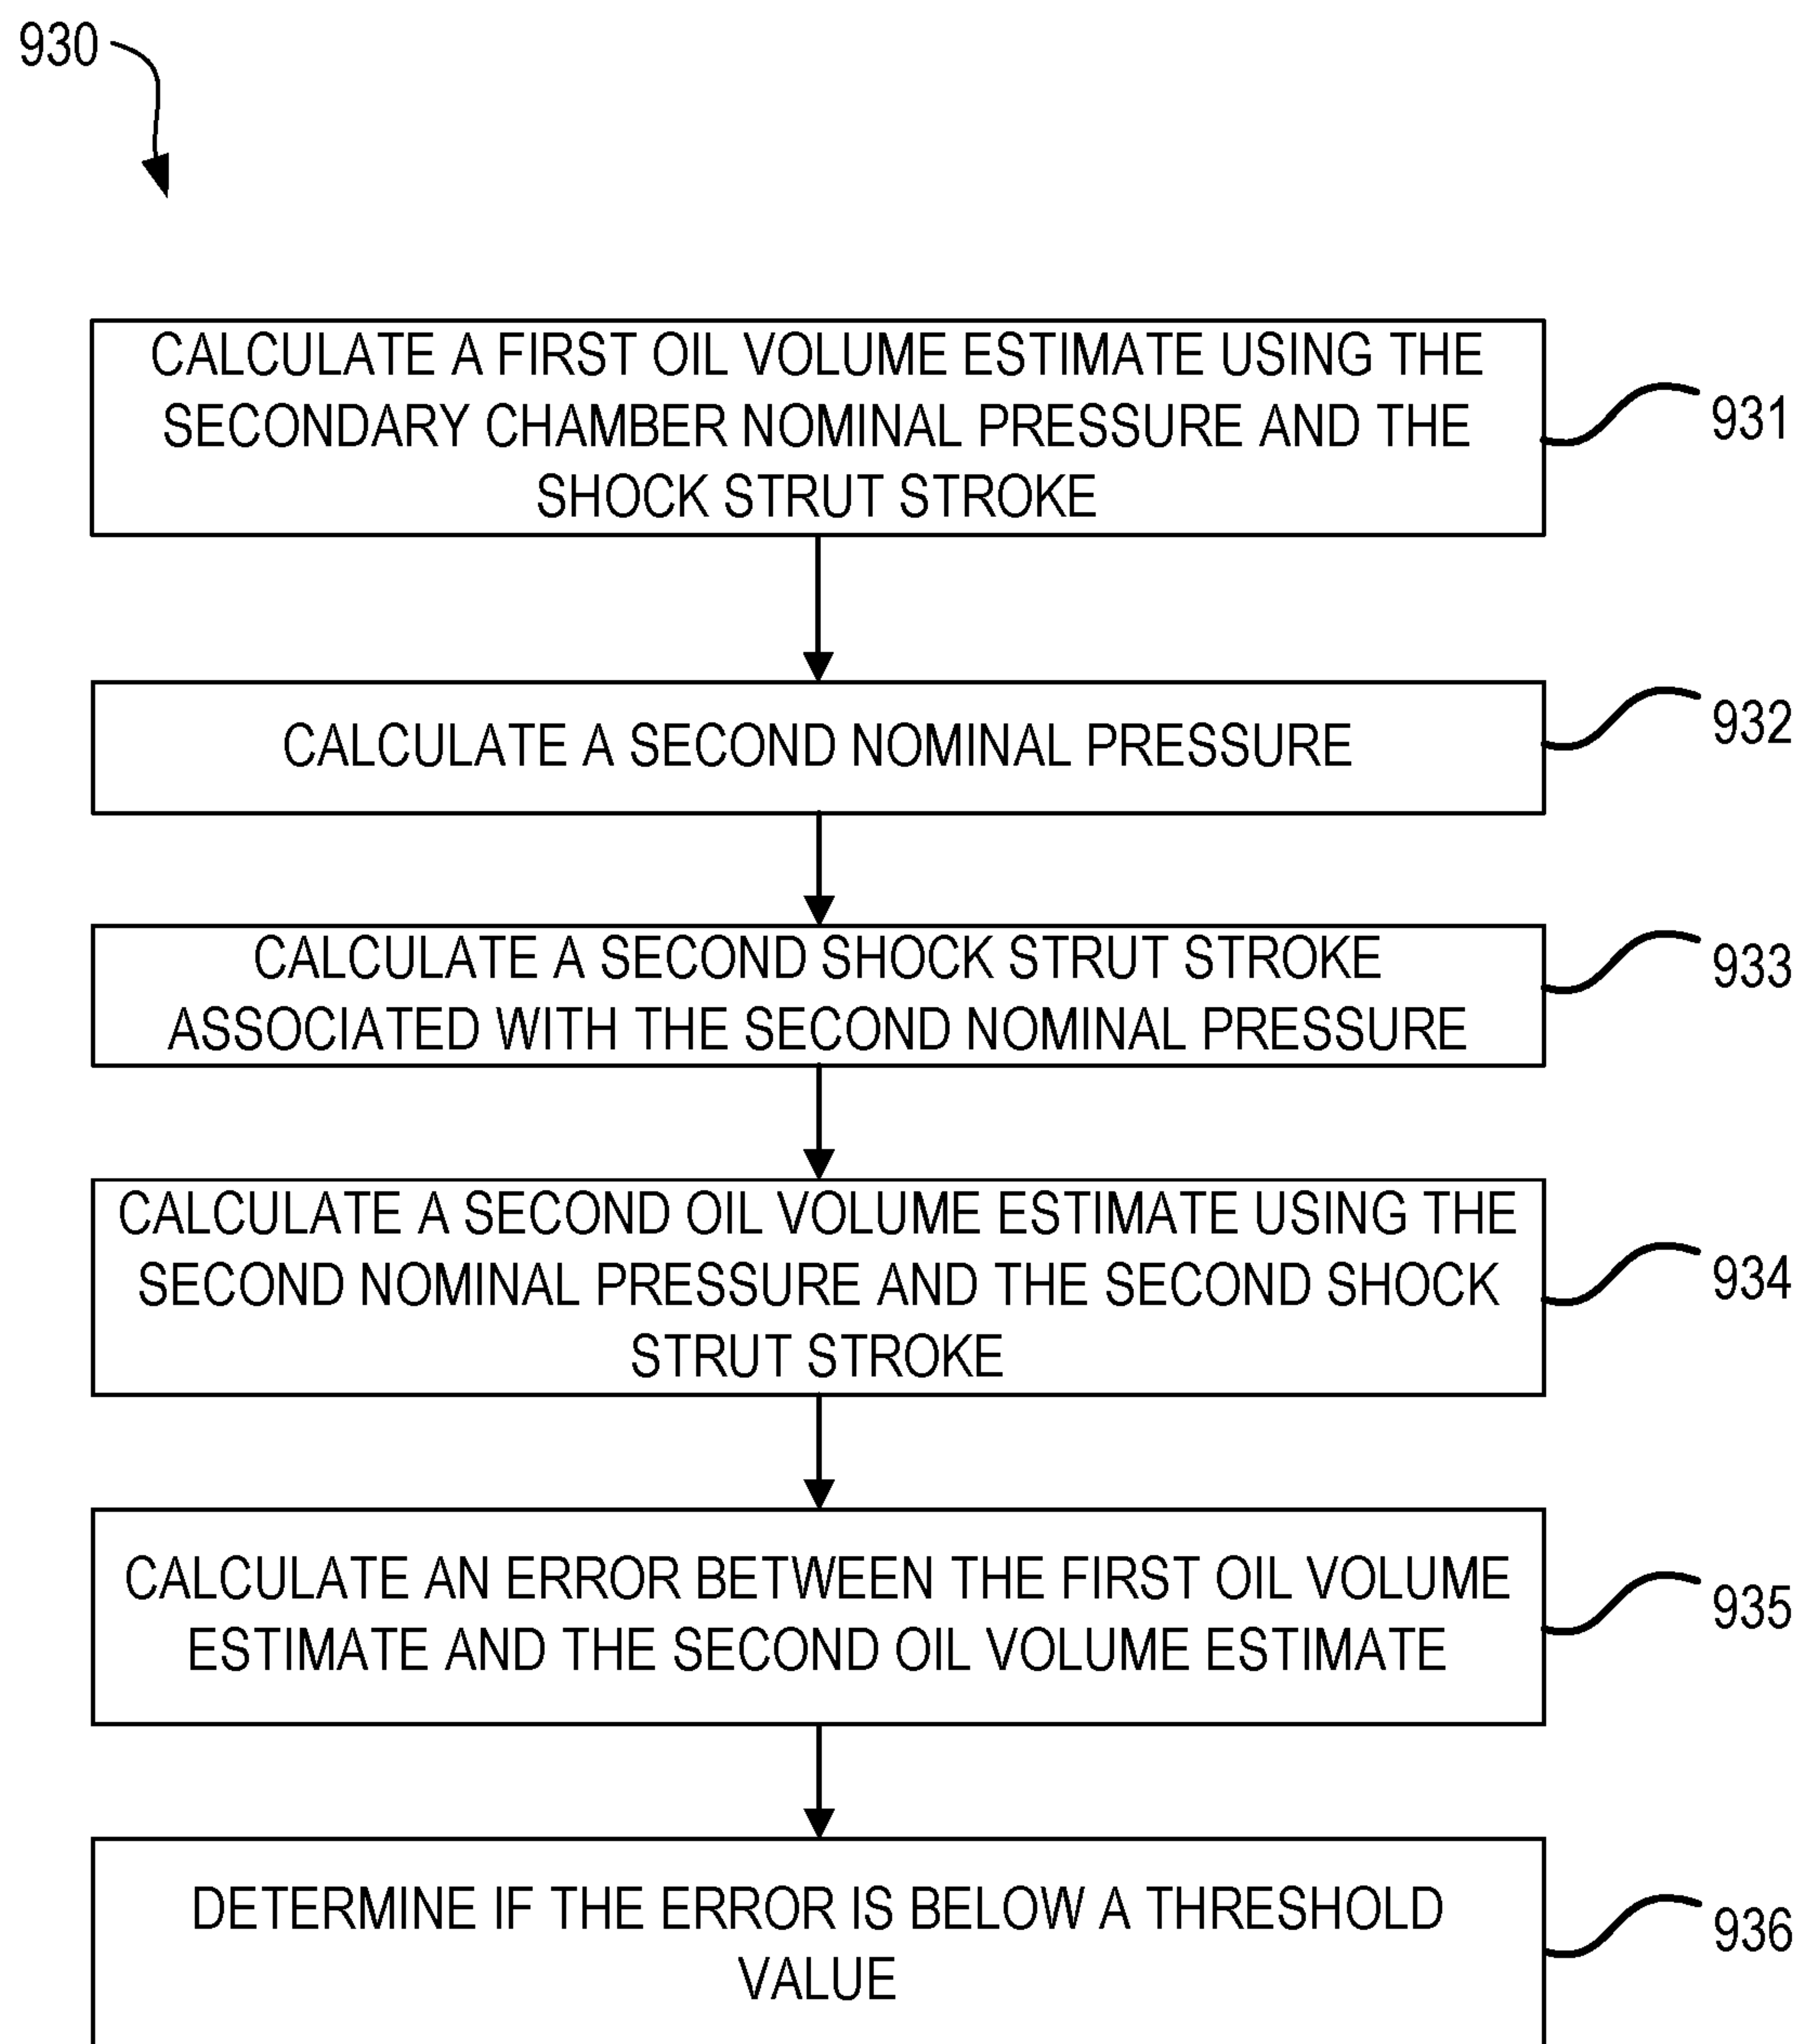 930
CALCULATE A FIRST OIL VOLUME ESTIMATE USING THE
SECONDARY CHAMBER NOMINAL PRESSURE AND THE
SHOCK STRUT STROKE
931
CALCULATE A SECOND NOMINAL PRESSURE
932
CALCULATE A SECOND SHOCK STRUT STROKE
ASSOCIATED WITH THE SECOND NOMINAL PRESSURE
933
CALCULATE A SECOND OIL VOLUME ESTIMATE USING THE
SECOND NOMINAL PRESSURE AND THE SECOND SHOCK
STRUT STROKE
934
CALCULATE AN ERROR BETWEEN THE FIRST OIL VOLUME
ESTIMATE AND THE SECOND OIL VOLUME ESTIMATE
935
DETERMINE IF THE ERROR IS BELOW A THRESHOLD
VALUE
936